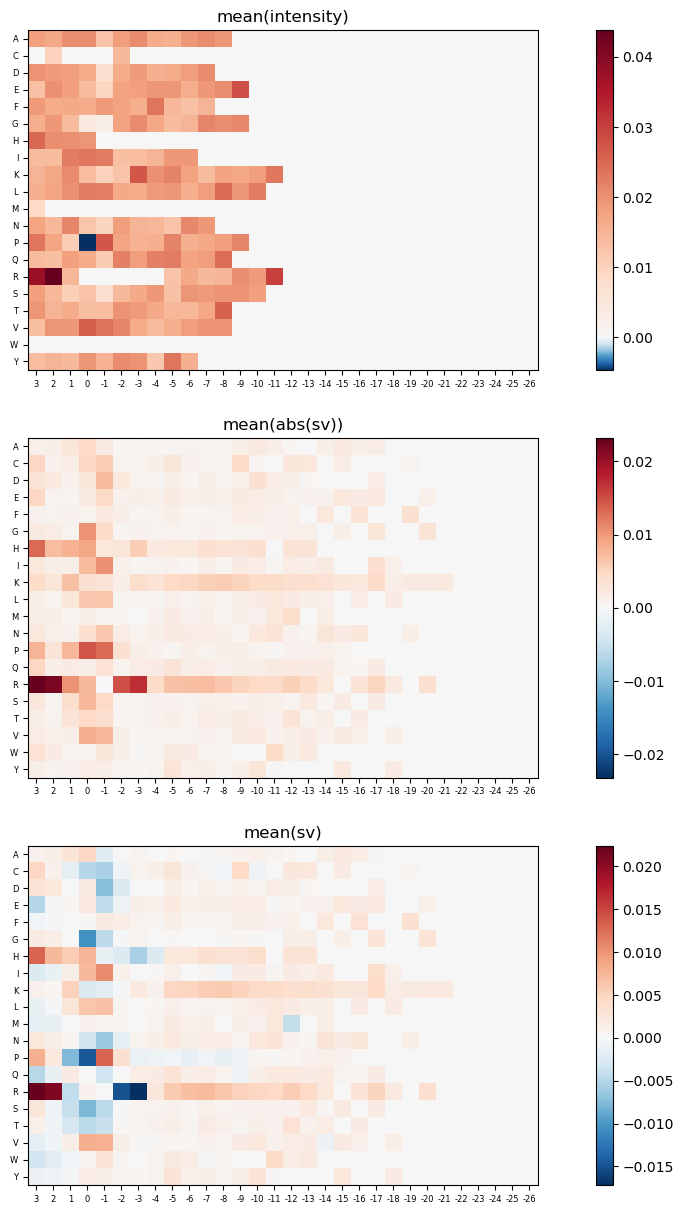 mean(intensity)
A
C
D
E
F
G
H
I
K
L
M
N
P
Q
R
S
T
V
W
Y
3 2 1 0 -1 -2 -3 -4 -5 -6 -7 -8 -9 -10 -11 -12 -13 -14 -15 -16 -17 -18 -19 -20 -21 -22 -23 -24 -25 -26
0.04
0.03
0.02
0.01
0.00
mean(abs(sv))
A
C
D
E
F
G
H
I
K
L
M
N
P
Q
R
S
T
V
W
Y
3 2 1 0 -1 -2 -3 -4 -5 -6 -7 -8 -9 -10 -11 -12 -13 -14 -15 -16 -17 -18 -19 -20 -21 -22 -23 -24 -25 -26
0.02
0.01
0.00
−0.01
−0.02
mean(sv)
A
C
D
E
F
G
H
I
K
L
M
N
P
Q
R
S
T
V
W
Y
3 2 1 0 -1 -2 -3 -4 -5 -6 -7 -8 -9 -10 -11 -12 -13 -14 -15 -16 -17 -18 -19 -20 -21 -22 -23 -24 -25 -26
0.020
0.015
0.010
0.005
0.000
−0.005
−0.010
−0.015